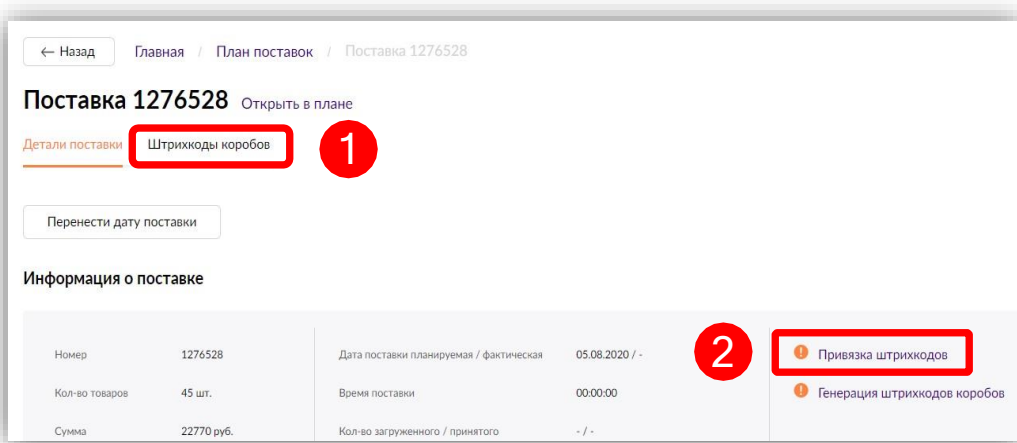 ← Назад Главная / План поставок / Поставка 1276528
Поставка 1276528 Открыть в плане
Детали поставки Штрихкоды коробов 1
Перенести дату поставки
Информация о поставке
Номер 1276528 Дата поставки планируемая / фактическая 05.08.2020 / - 2 Привязка штрихкодов
Кол-во товаров 45 шт. Время поставки 00:00:00 Генерация штрихкодов коробов
Сумма 22770 руб. Кол-во загруженного / принятого - / -